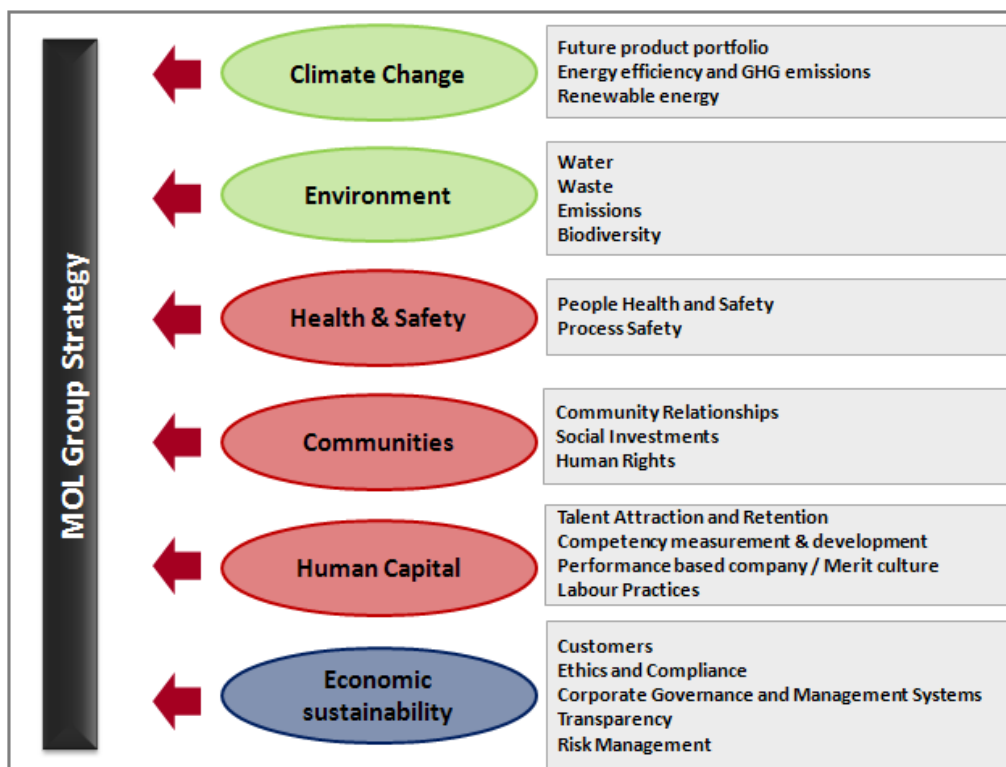 MOL Group Strategy
Climate Change
Future product portfolio
Energy efficiency and GHG emissions
Renewable energy
Environment
Water
Waste
Emissions
Biodiversity
Health & Safety
People Health and Safety
Process Safety
Communities
Community Relationships
Social Investments
Human Rights
Human Capital
Talent Attraction and Retention
Competency measurement & development
Performance based company / Merit culture
Labour Practices
Economic
sustainability
Customers
Ethics and Compliance
Corporate Governance and Management Systems
Transparency
Risk Management